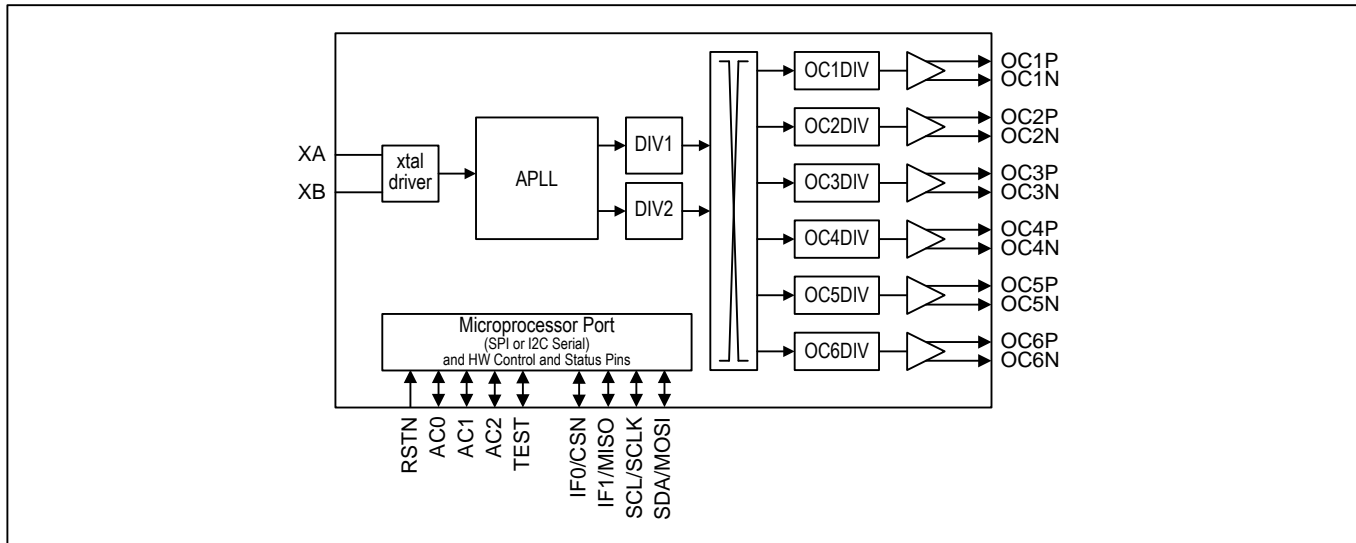 XA
XB
xtal
driver
APLL
DIV1
DIV2
OC1DIV
OC1P
OC1N
OC2DIV
OC2P
OC2N
OC3DIV
OC3P
OC3N
OC4DIV
OC4P
OC4N
OC5DIV
OC5P
OC5N
OC6DIV
OC6P
OC6N
Microprocessor Port
(SPI or I2C Serial)
and HW Control and Status Pins
RSTN
AC0
AC1
AC2
TEST
IF0/CSN
IF1/MISO
SCL/SCLK
SDA/MOSI